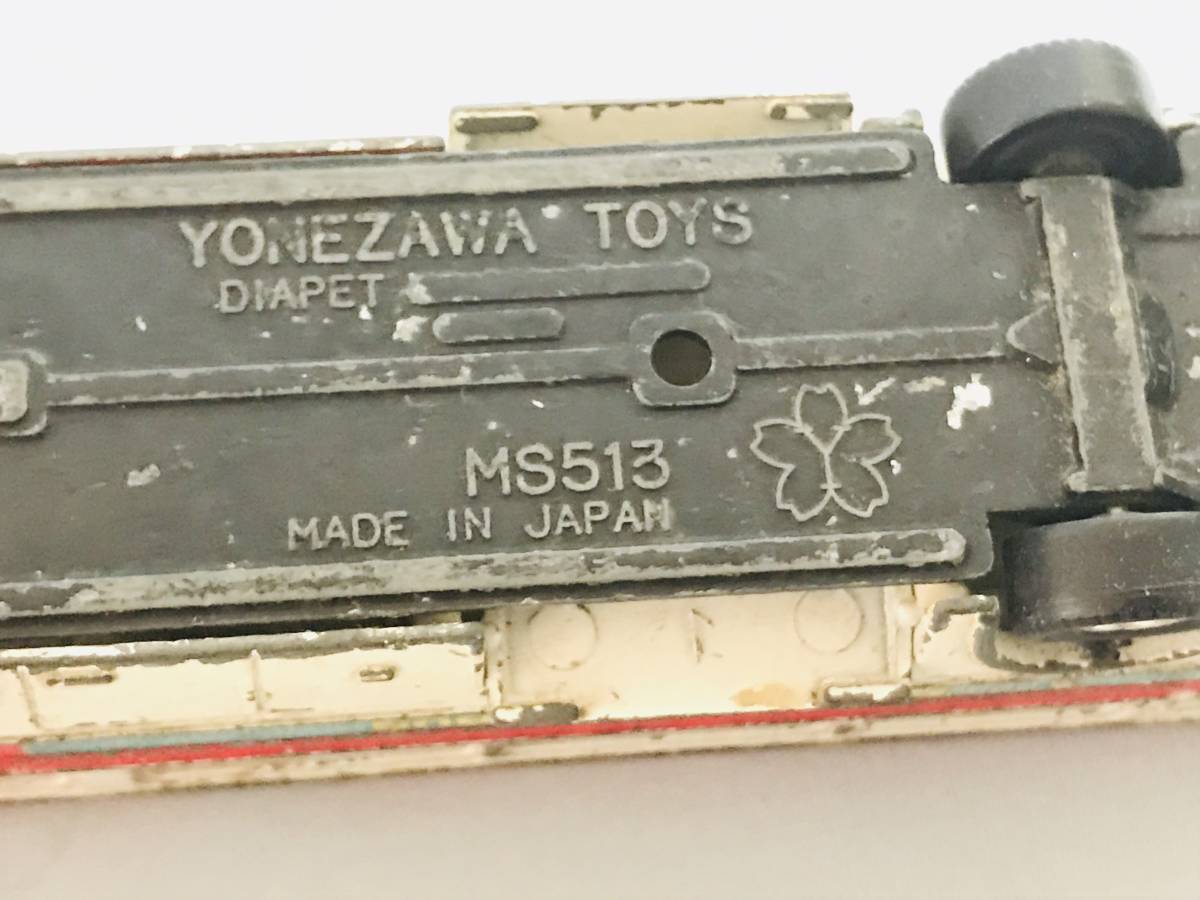 YONEZAWA TOYS
DIAPET
MS513
MADE IN JAPAN